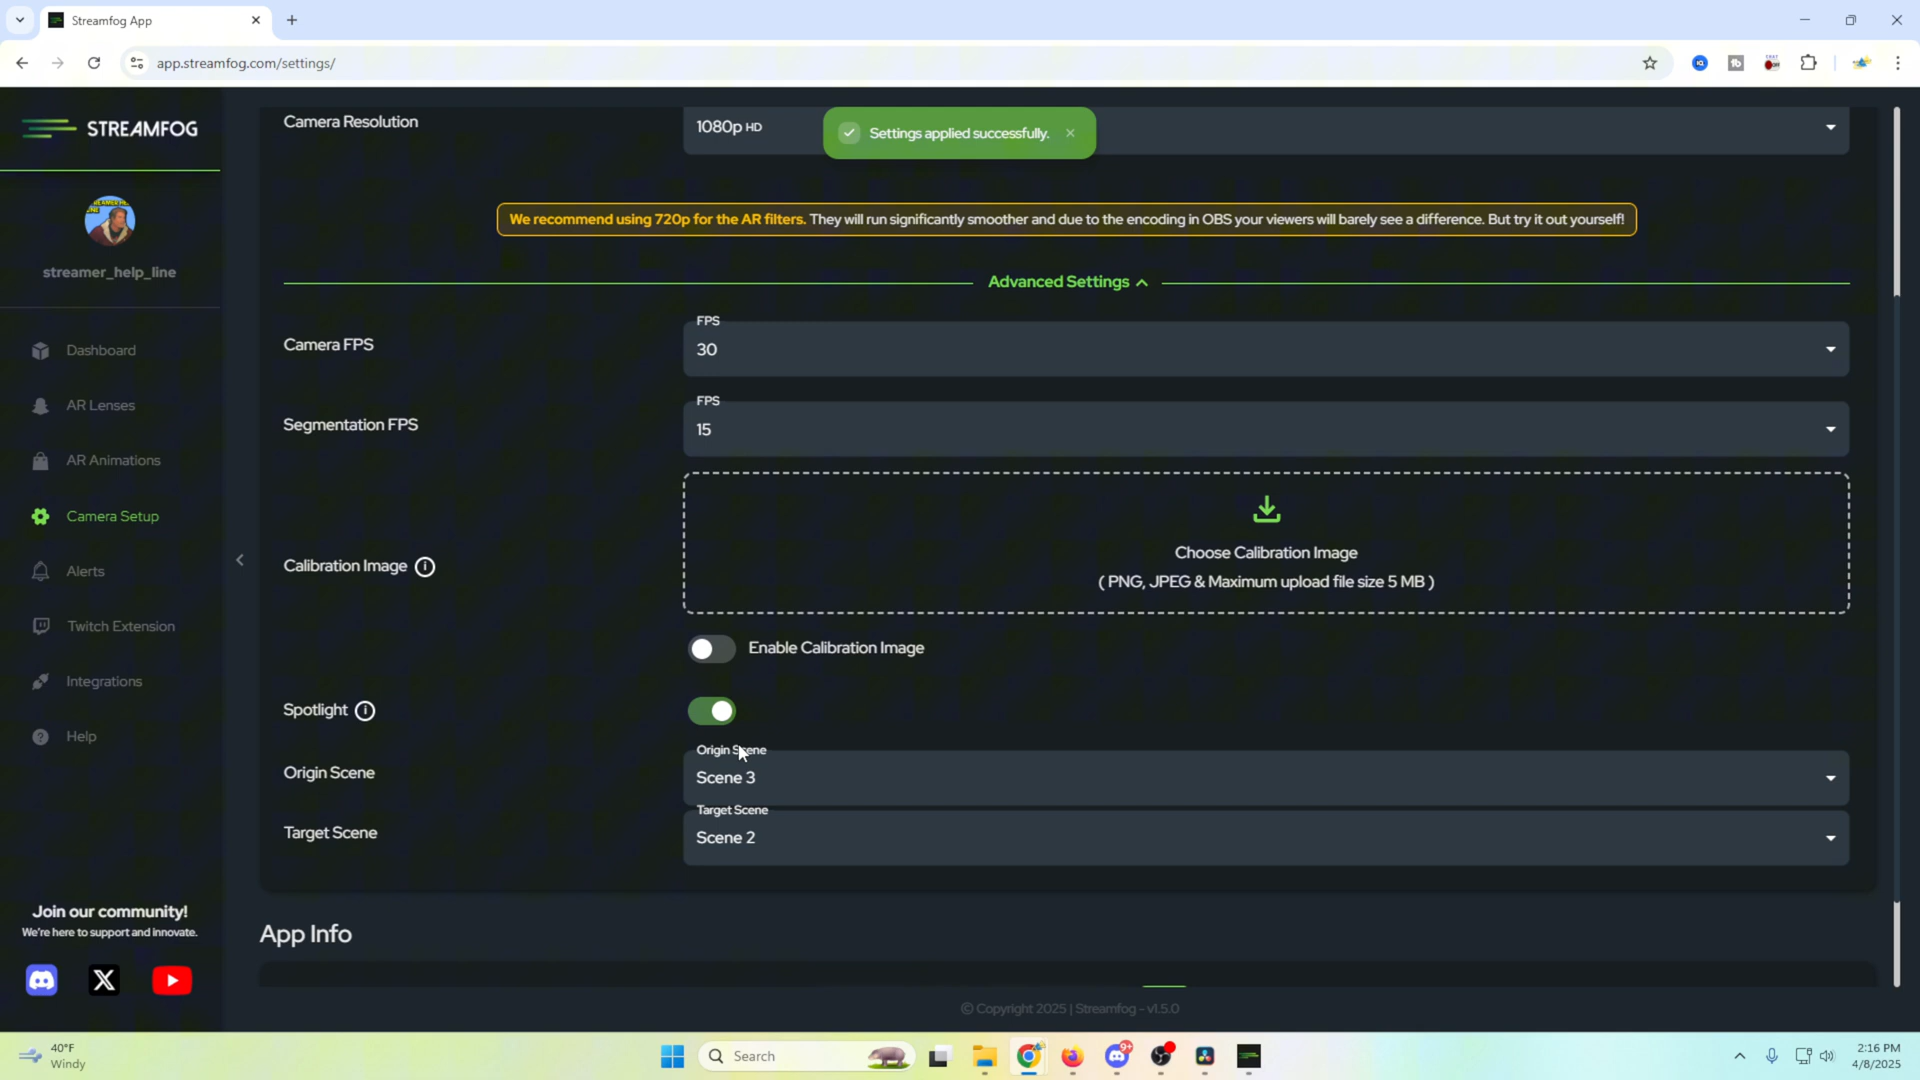 Streamfog App
app.streamfog.com/settings/
STREAMFOG
streamer_help_line
Dashboard
AR Lenses
AR Animations
Camera Setup
Alerts
Twitch Extension
Integrations
Help
Join our community!
We're here to support and innovate.
Camera Resolution
1080p HD
Settings applied successfully.
We recommend using 720p for the AR filters. They will run significantly smoother and due to the encoding in OBS your viewers will barely see a difference. But try it out yourself!
Advanced Settings
Camera FPS
FPS
30
Segmentation FPS
FPS
15
Calibration Image
Choose Calibration Image
( PNG, JPEG & Maximum upload file size 5 MB )
Enable Calibration Image
Spotlight
Origin Scene
Origin Scene
Scene 3
Target Scene
Target Scene
Scene 2
App Info
© Copyright 2025 | Streamfog - v1.5.0
40°F
Windy
Search
9+
2:16 PM
4/8/2025